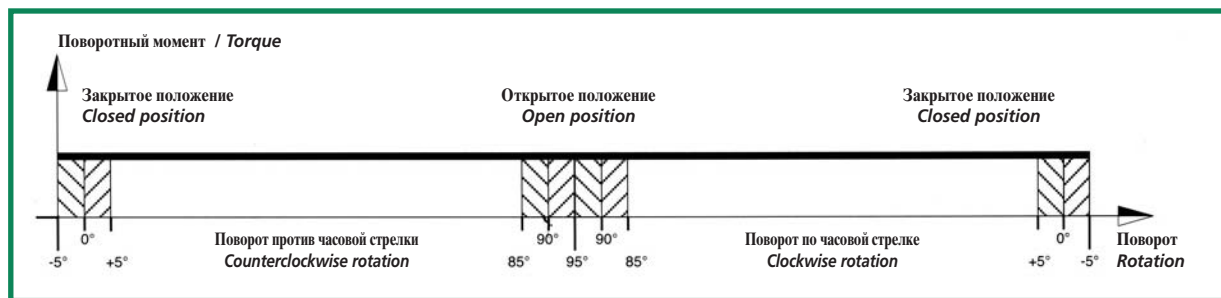 Поворотный момент / Torque
Закрытое положение
Closed position
Открытое положение
Open position
Закрытое положение
Closed position
-5°
0°
+5°
Поворот против часовой стрелки
Counterclockwise rotation
85°
90°
95°
90°
85°
Поворот по часовой стрелке
Clockwise rotation
+5°
0°
-5°
Поворот
Rotation